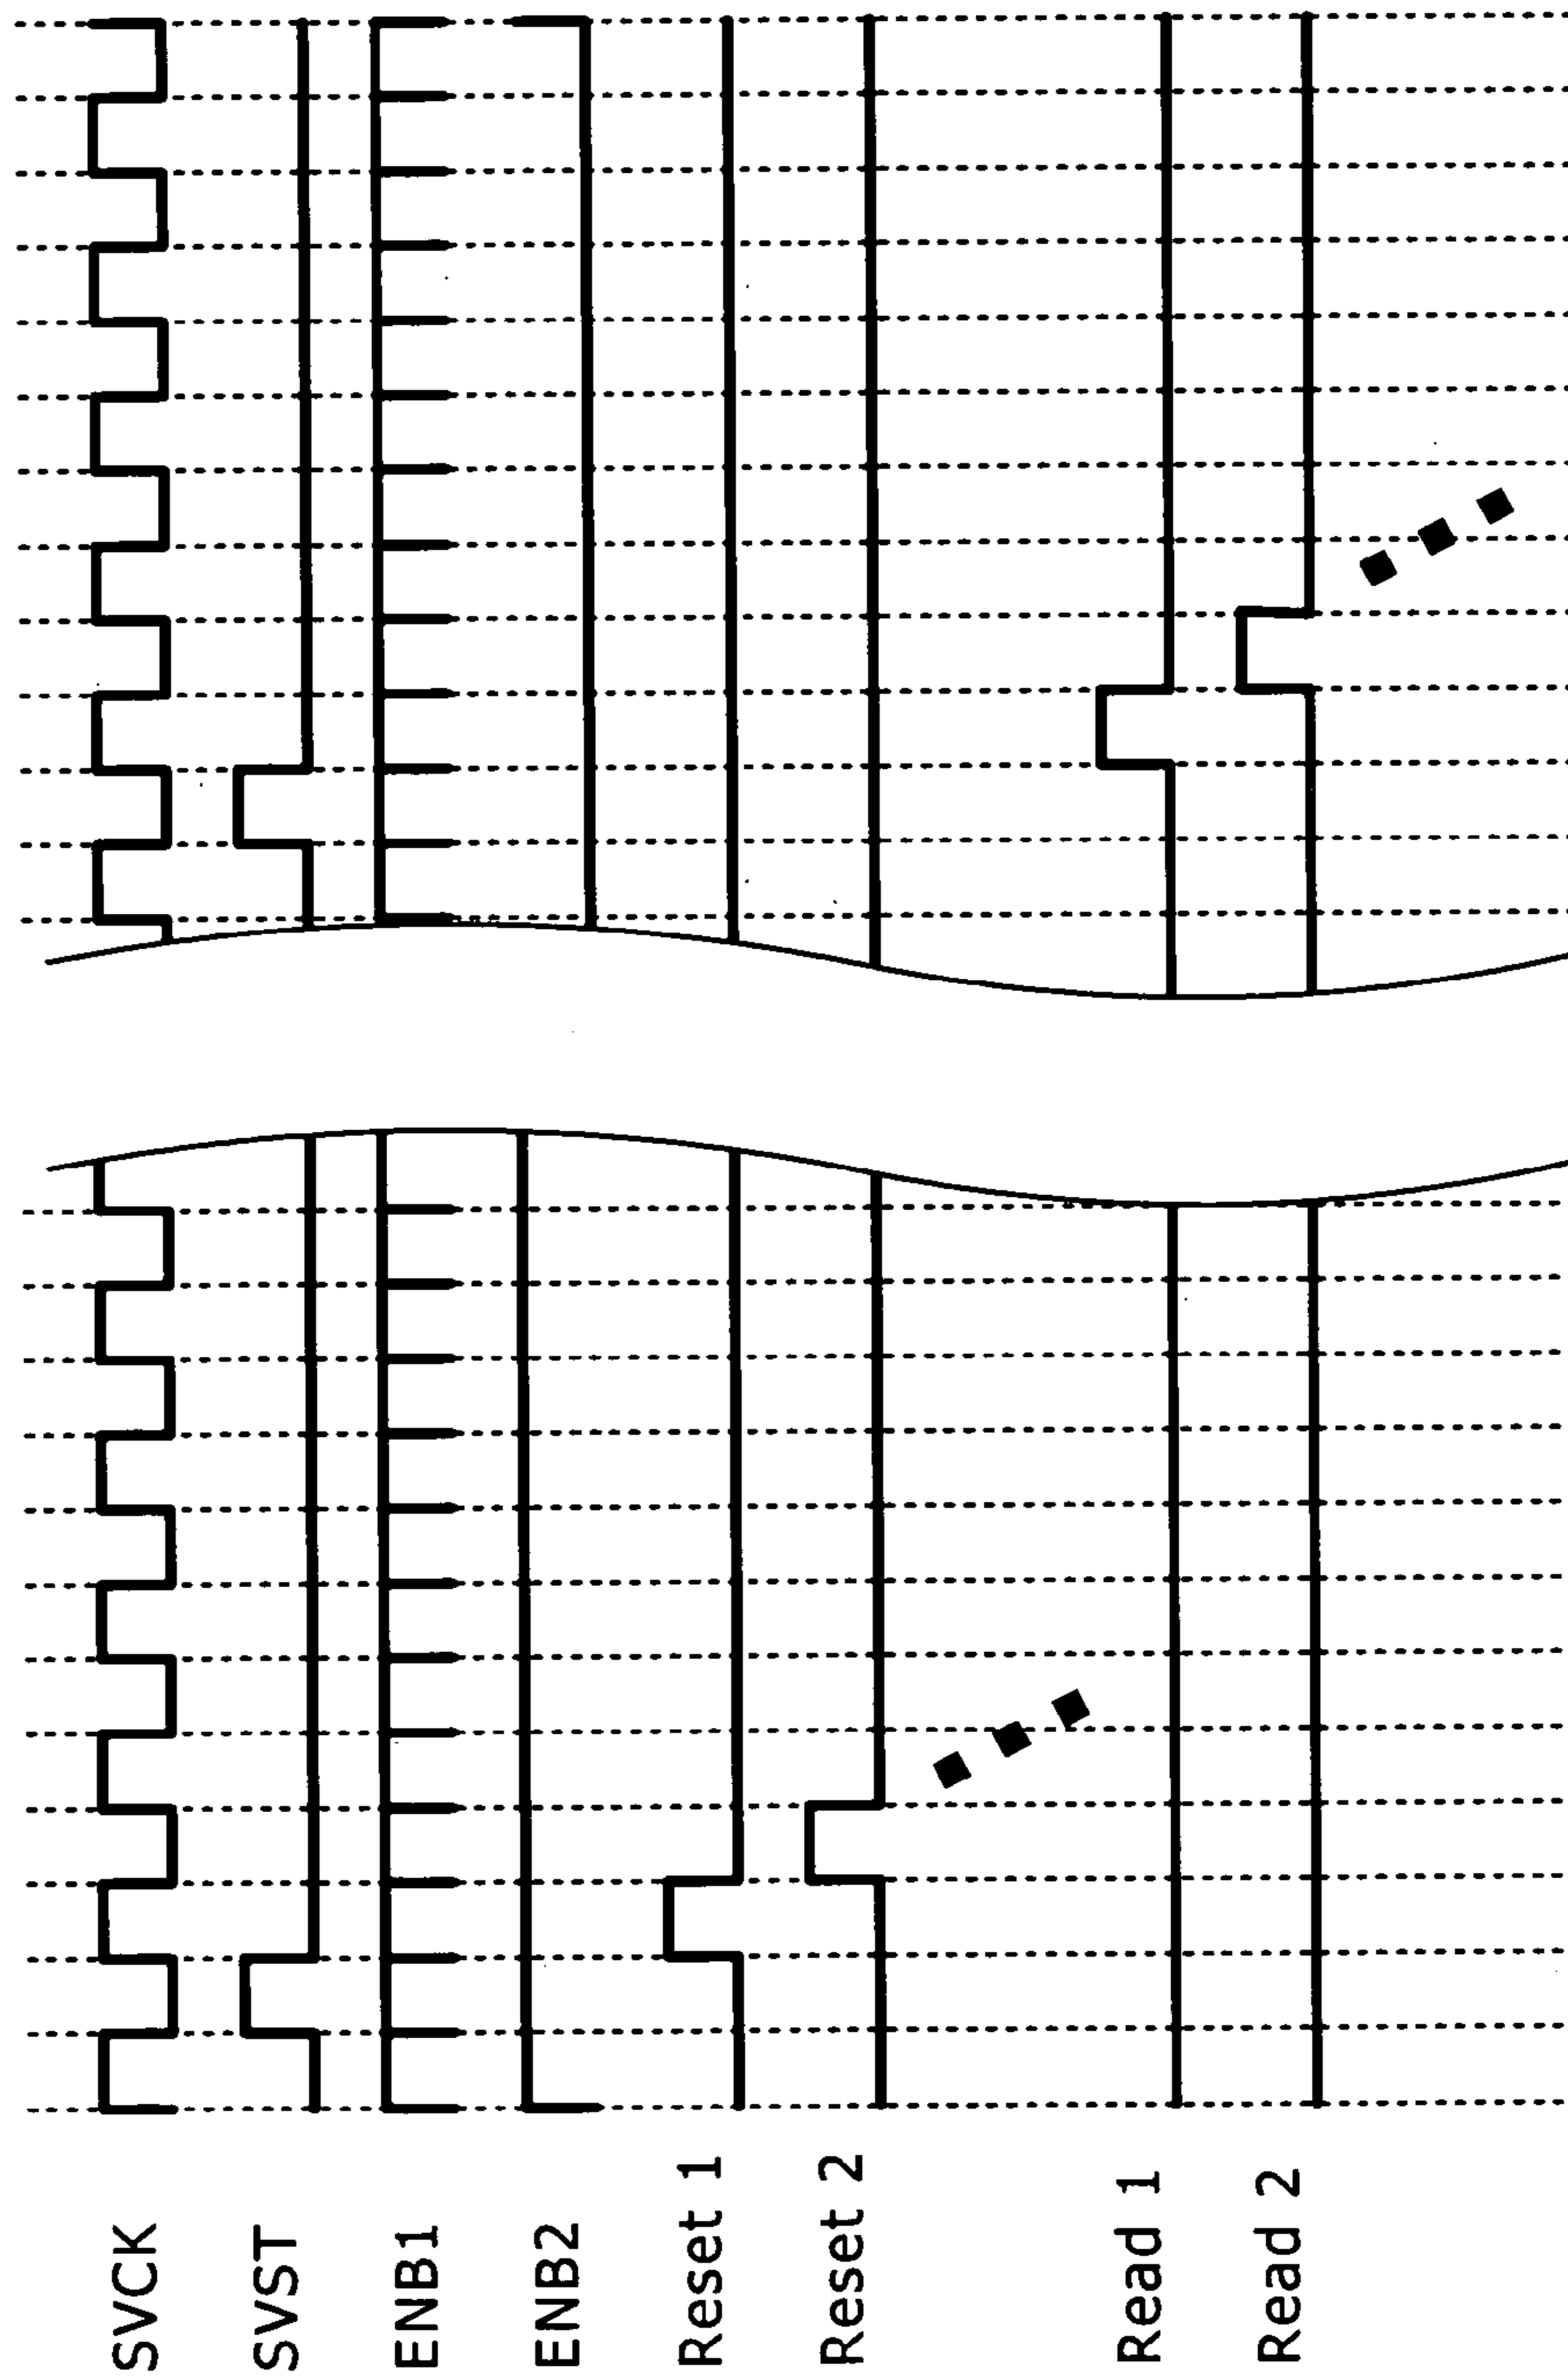 SVCK
SVST
ENB1
ENB2
Reset 1
Reset 2
Read 1
Read 2